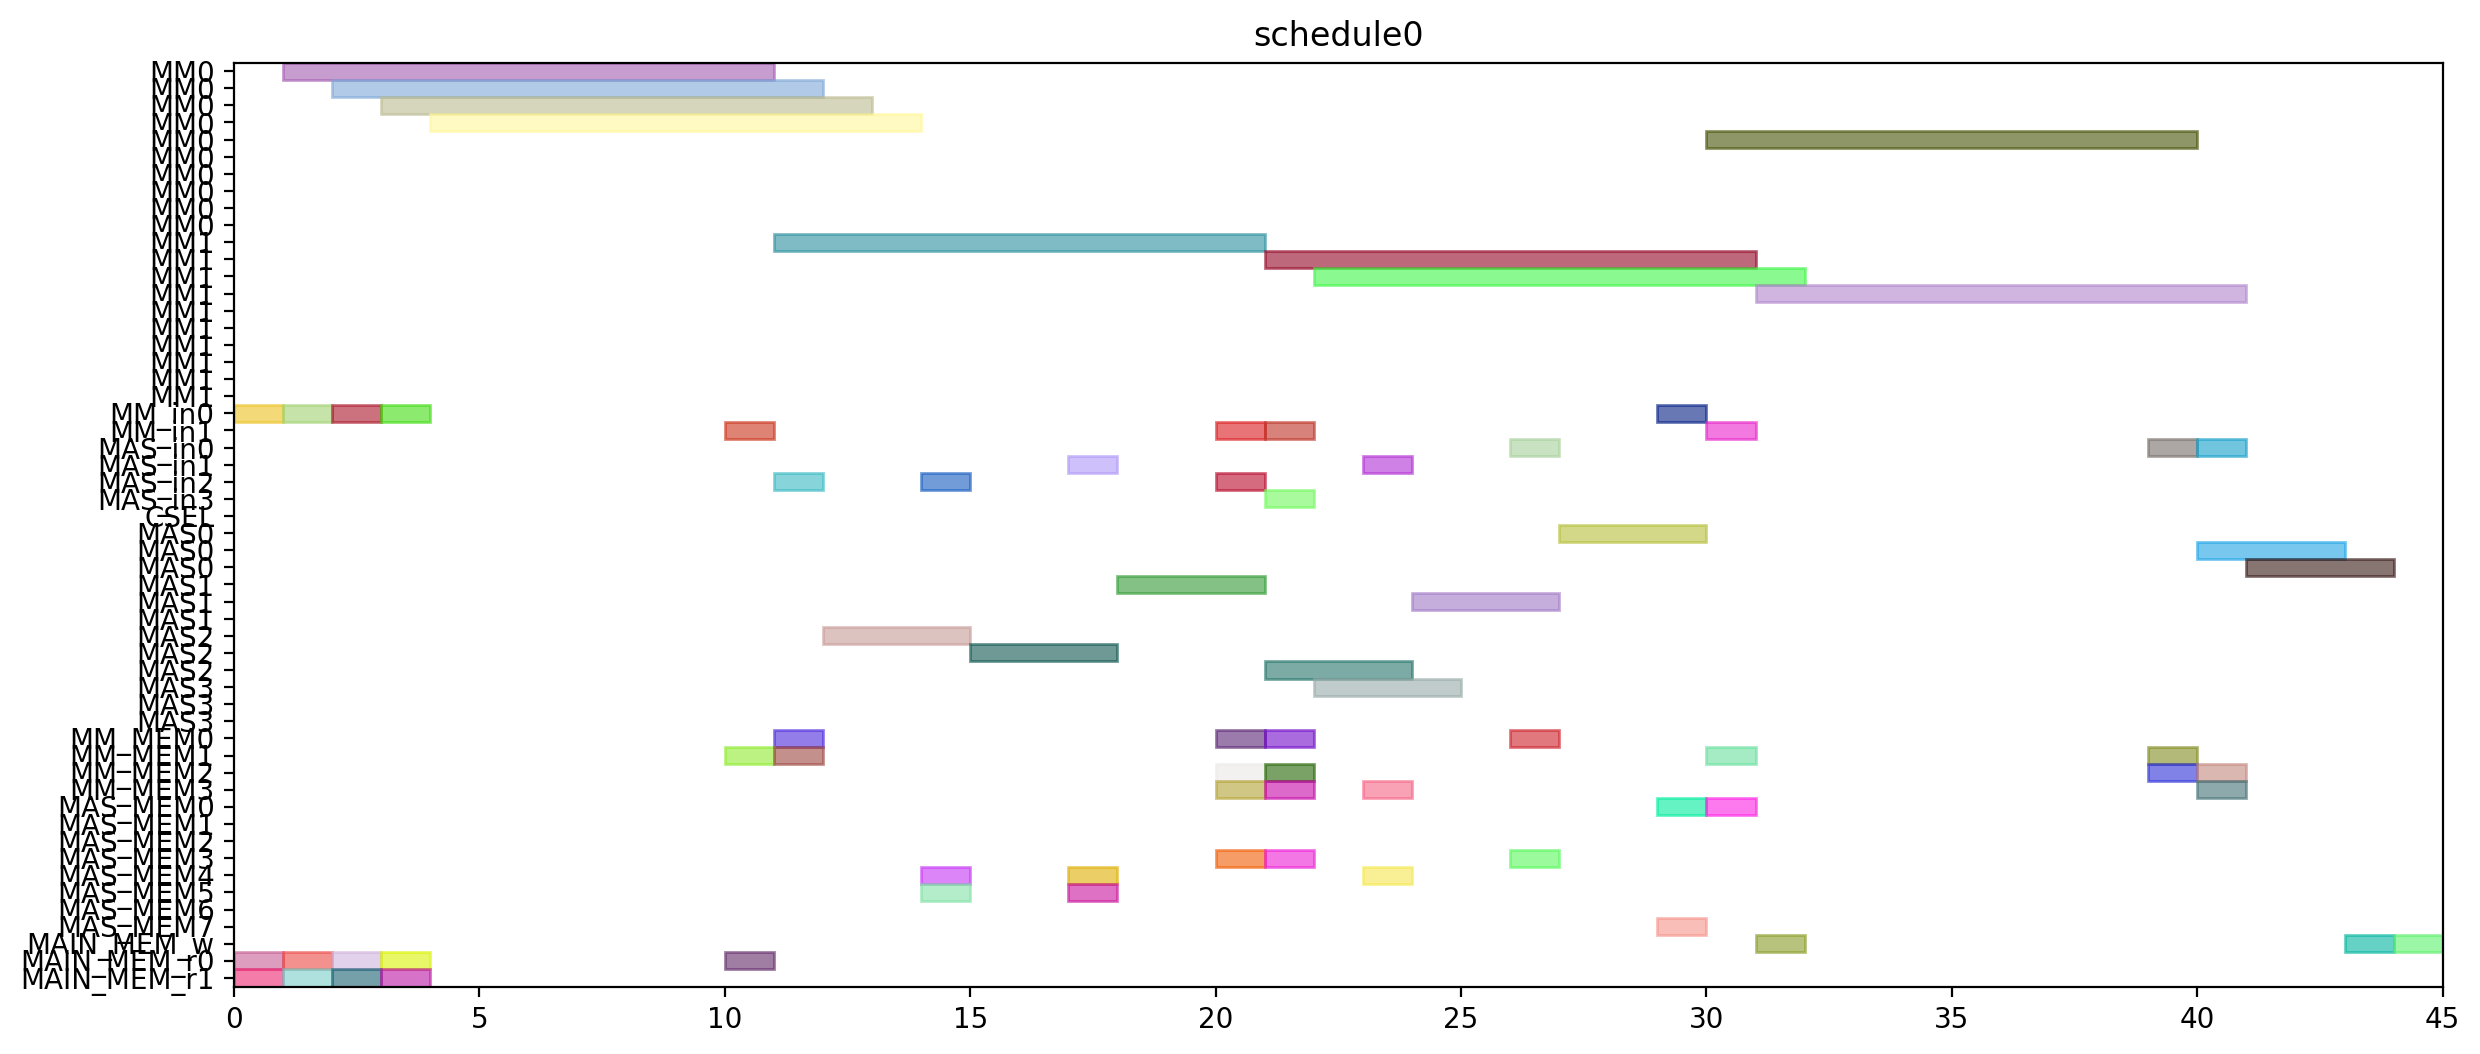 schedule0
MM0
MM0
MM0
MM0
MM0
MM0
MM0
MM0
MM0
MM0
MM1
MM1
MM1
MM1
MM1
MM1
MM1
MM1
MM1
MM1
MM_in0
MM_in1
MAS_in0
MAS_in1
MAS_in2
MAS_in3
CSEL
MAS0
MAS0
MAS0
MAS1
MAS1
MAS1
MAS2
MAS2
MAS2
MAS3
MAS3
MAS3
MM_MEM0
MM_MEM1
MM_MEM2
MM_MEM3
MAS_MEM0
MAS_MEM1
MAS_MEM2
MAS_MEM3
MAS_MEM4
MAS_MEM5
MAS_MEM6
MAS_MEM7
MAIN_MEM_w
MAIN_MEM_r0
MAIN_MEM_r1
0 5 10 15 20 25 30 35 40 45